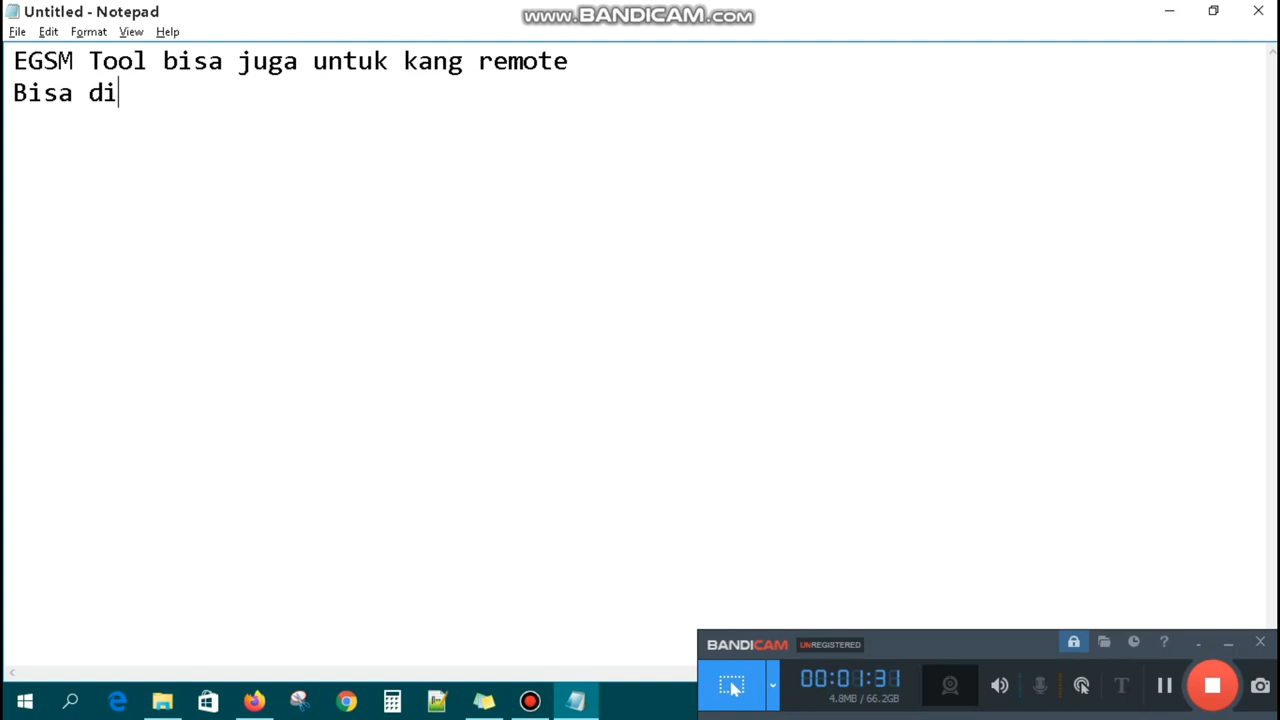 Untitled - Notepad
www.BANDICAM.com
File Edit Format View Help
EGSM Tool bisa juga untuk kang remote
Bisa di
BANDICAM UNREGISTERED
00:01:31
4.8MB / 66.2GB